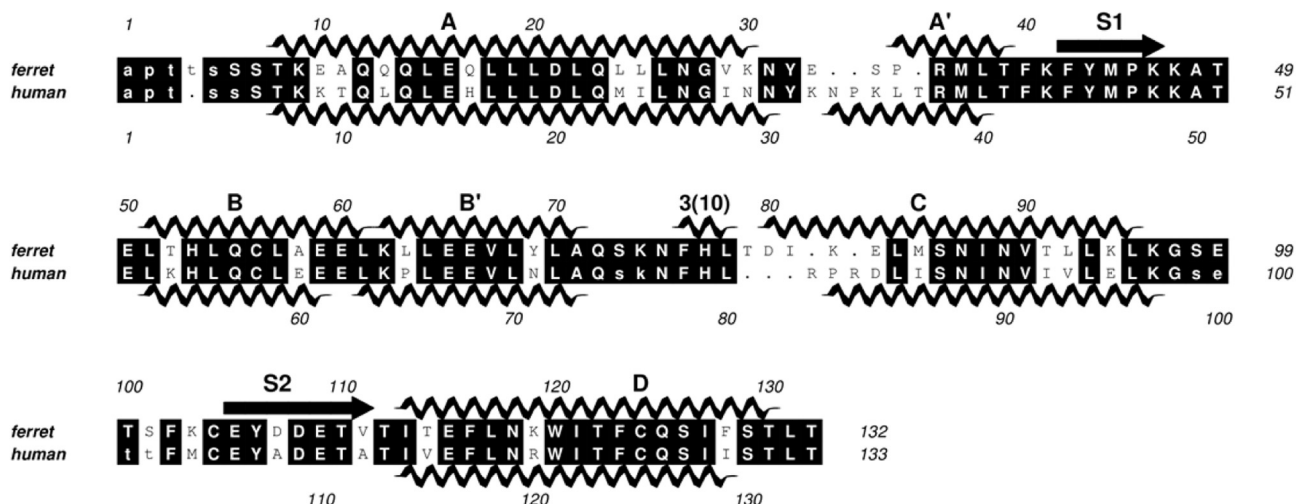 1 10 A 20 30 A' 40 S1
ferret a p t t s S S T K E A Q Q Q L E Q L L L D L Q L L L N G V K N Y E . . S P . R M L T F K F Y M P K K A T 49
human a p t . s s S T K K T Q L Q L E H L L L D L Q M I L N G I N N Y K N P K L T R M L T F K F Y M P K K A T 51
1 10 20 30 40 50
50 B 60 B' 70 3(10) 80 C 90
ferret E L T H L Q C L A E E L K L L E E V L Y L A Q S K N F H L T D I . K . E L M S N I N V T L L K L K G S E 99
human E L K H L Q C L E E E L K P L E E V L N L A Q s k N F H L . . . R P R D L I S N I N V I V L E L K G s e 100
60 70 80 90 100
100 S2 110 120 D 130
ferret T S F K C E Y D D E T V T I T E F L N K W I T F C Q S I F S T L T 132
human t t F M C E Y A D E T A T I V E F L N R W I T F C Q S I I S T L T 133
110 120 130